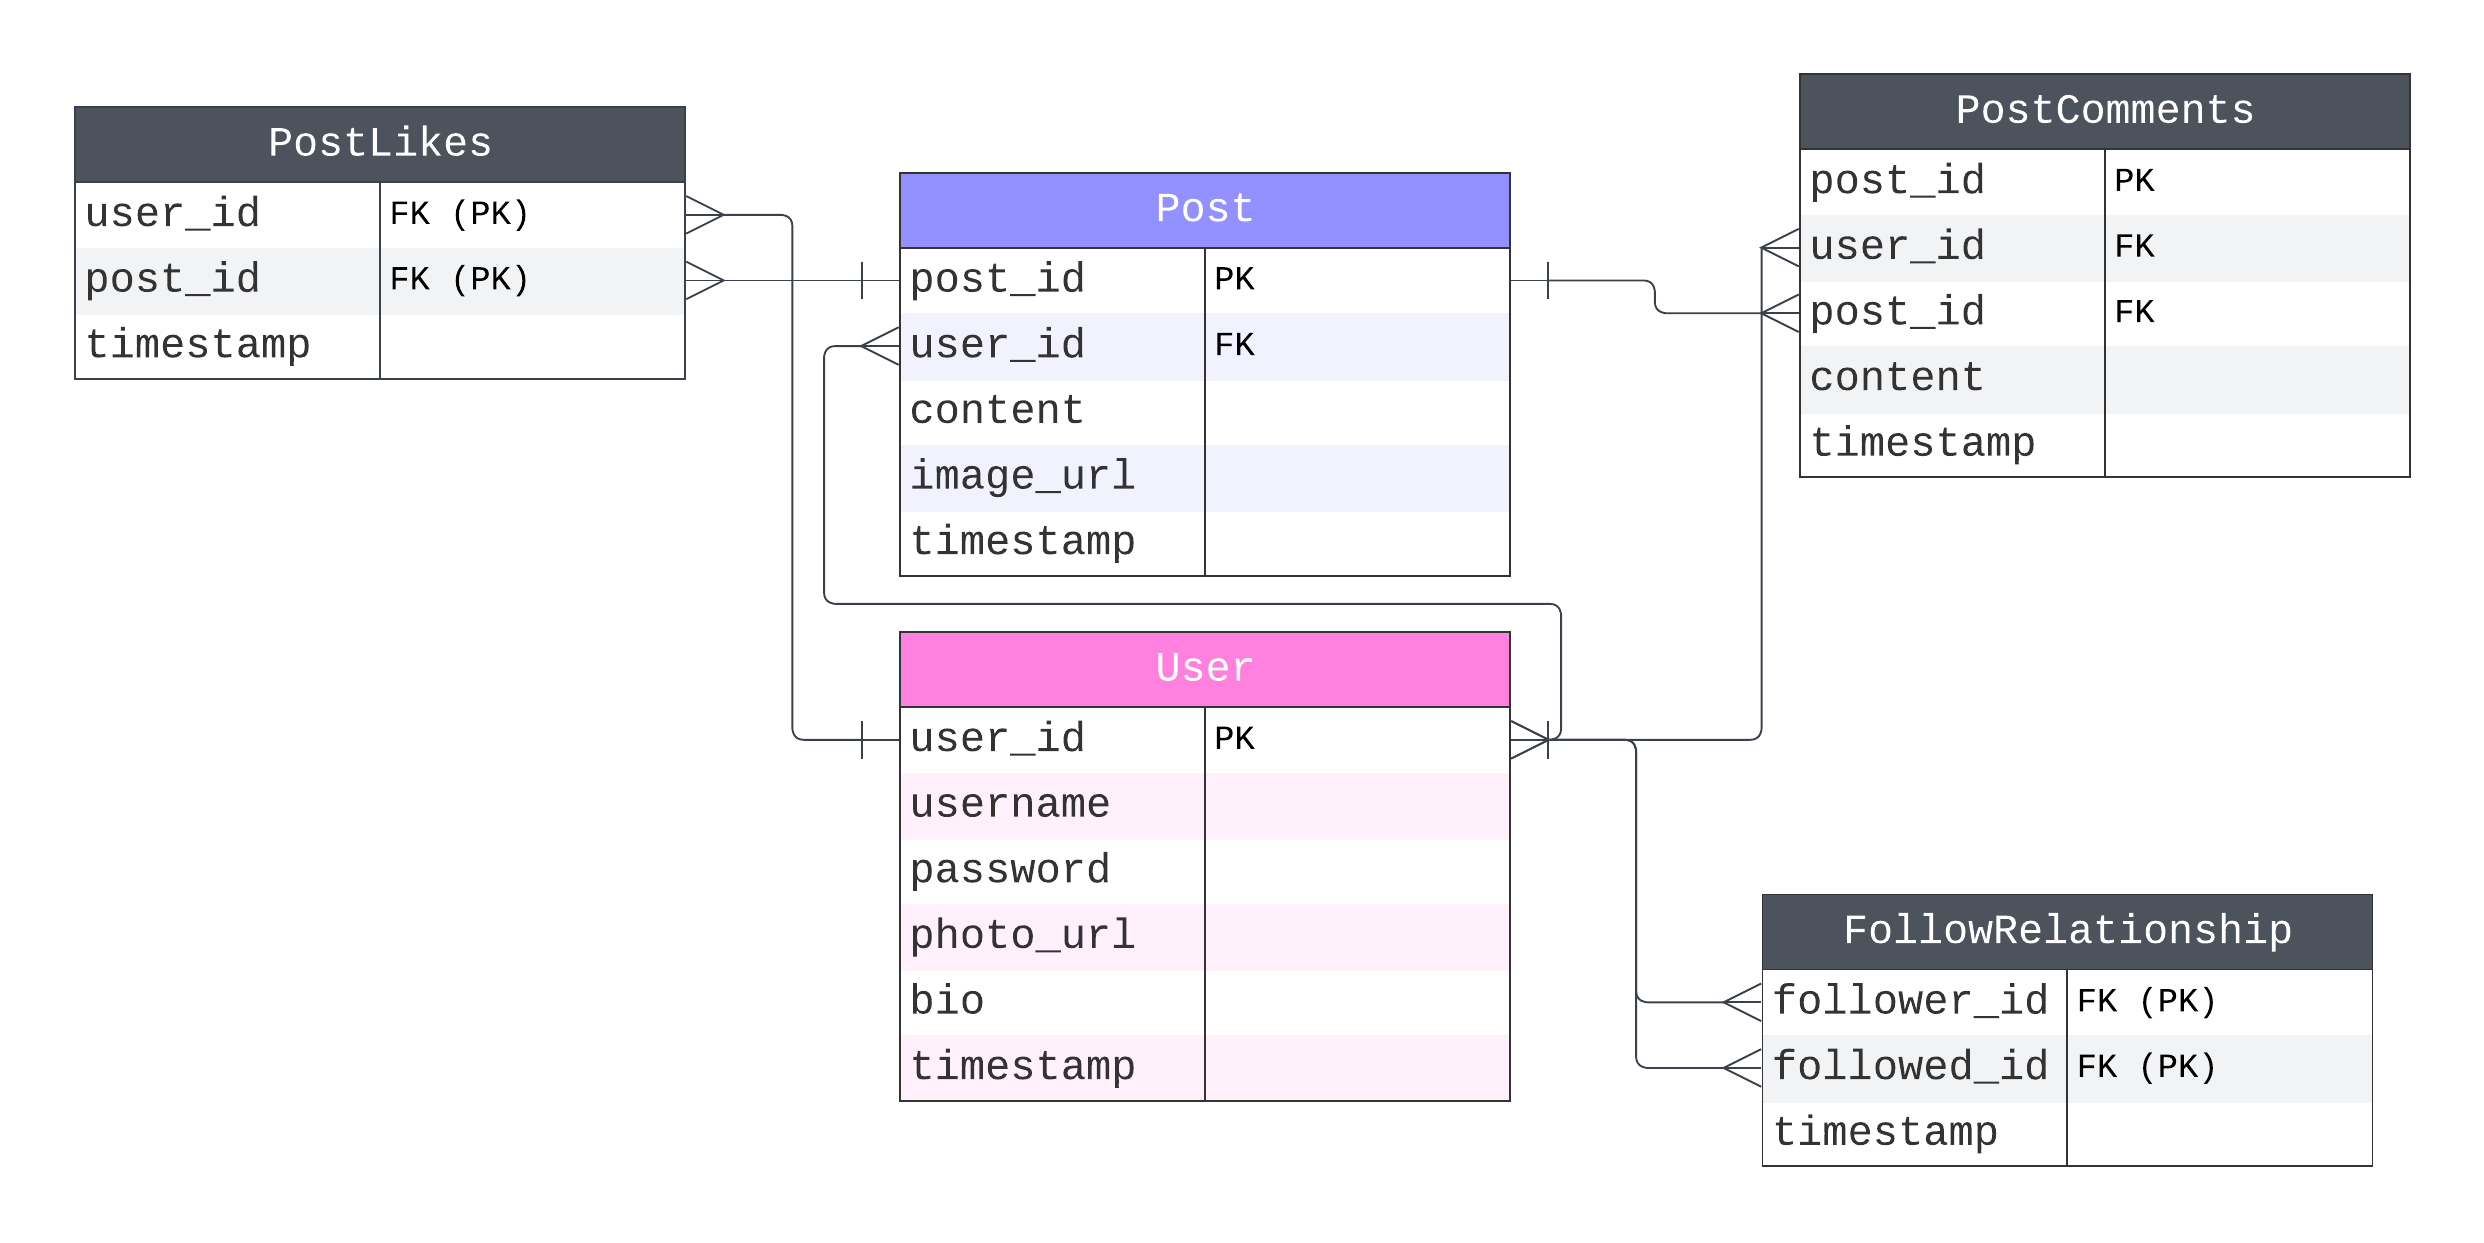 PostLikes
user_id FK (PK)
post_id FK (PK)
timestamp
Post
post_id PK
user_id FK
content
image_url
timestamp
User
user_id PK
username
password
photo_url
bio
timestamp
PostComments
post_id PK
user_id FK
post_id FK
content
timestamp
FollowRelationship
follower_id FK (PK)
followed_id FK (PK)
timestamp